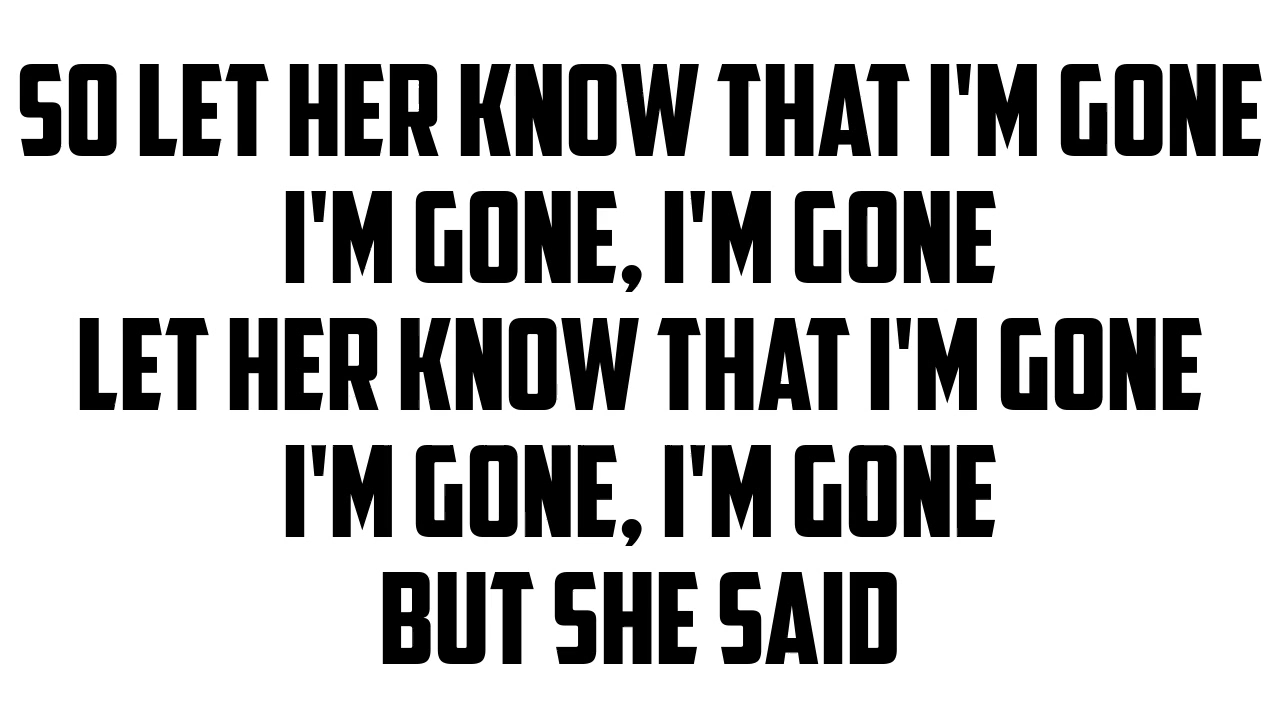 SO LET HER KNOW THAT I'M GONE
I'M GONE, I'M GONE
LET HER KNOW THAT I'M GONE
I'M GONE, I'M GONE
BUT SHE SAID